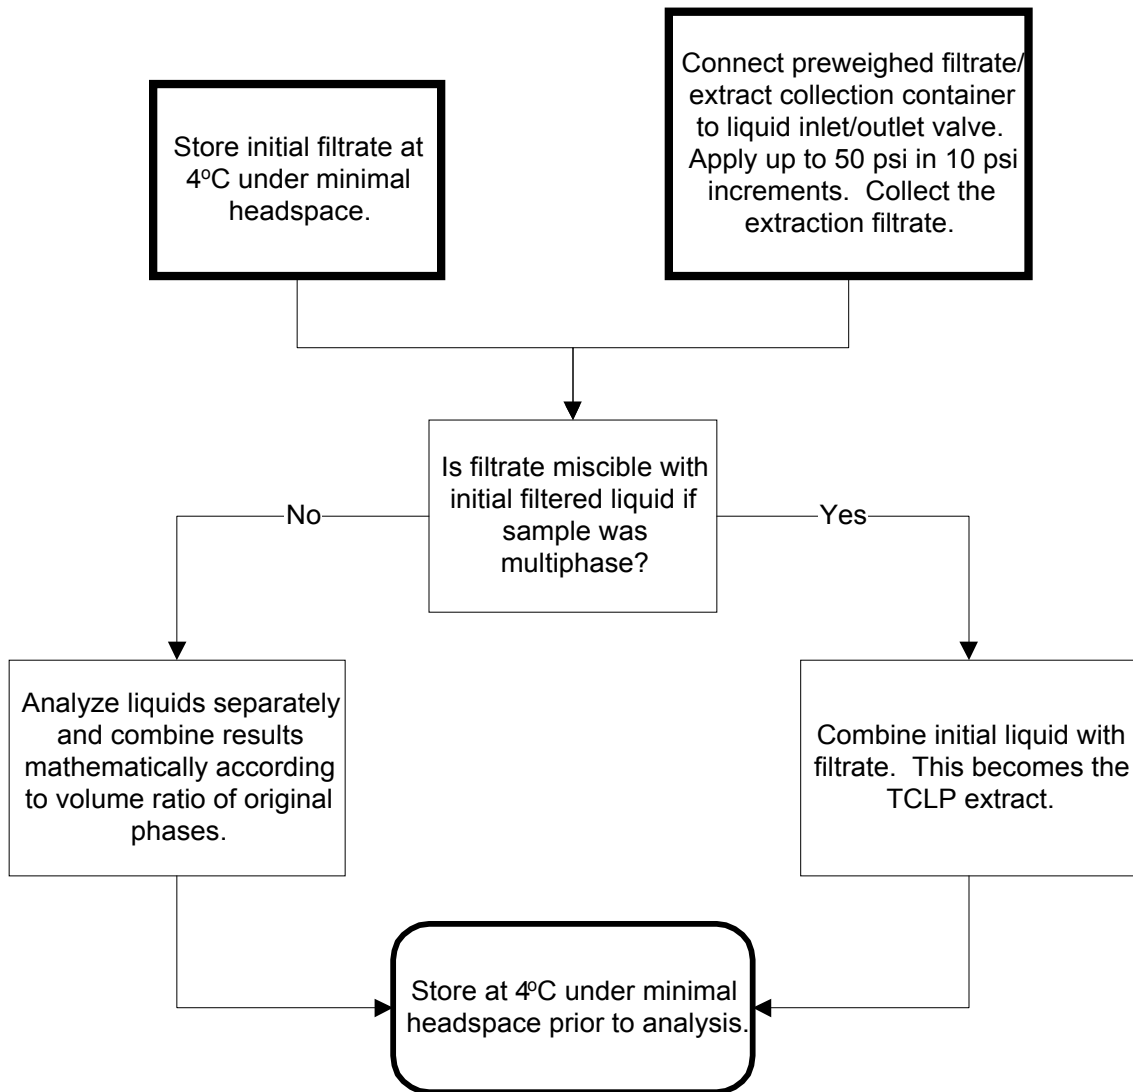 Store initial filtrate at
4ºC under minimal
headspace.
Connect preweighed filtrate/
extract collection container
to liquid inlet/outlet valve.
Apply up to 50 psi in 10 psi
increments.  Collect the
extraction filtrate.
Is filtrate miscible with
initial filtered liquid if
sample was
multiphase?
No
Yes
Analyze liquids separately
and combine results
mathematically according
to volume ratio of original
phases.
Combine initial liquid with
filtrate.  This becomes the
TCLP extract.
Store at 4ºC under minimal
headspace prior to analysis.